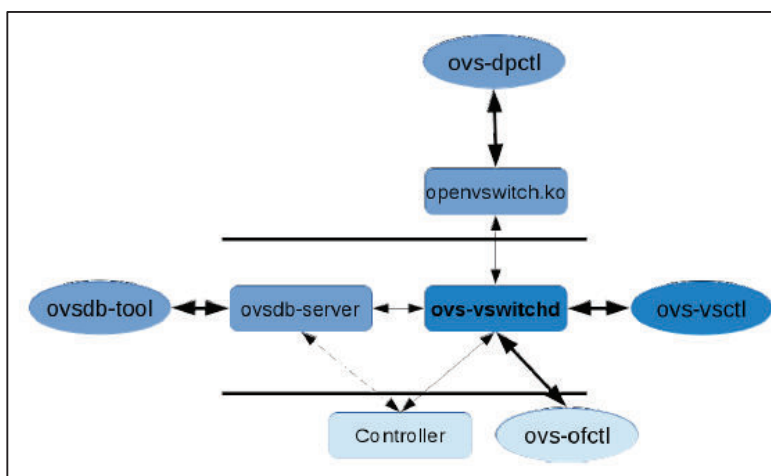 ovs-dpctl
openvswitch.ko
ovsdb-tool
ovsdb-server
ovs-vswitchd
ovs-vsctl
Controller
ovs-ofctl